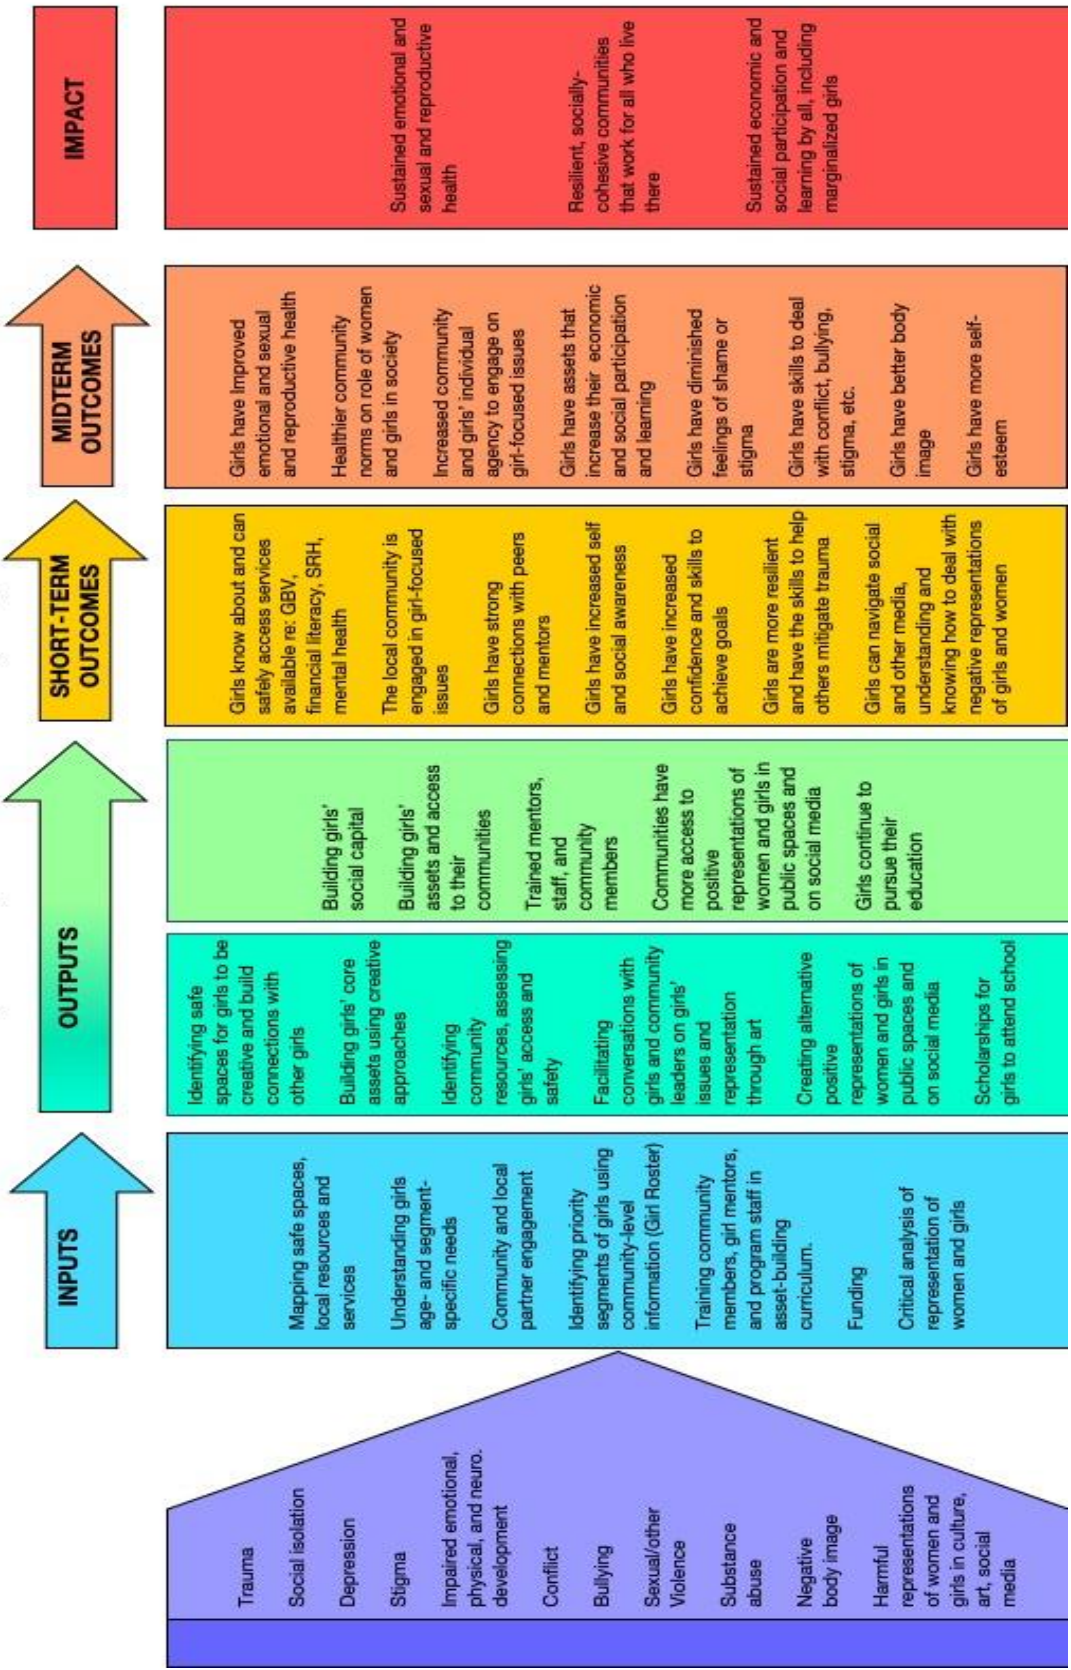 Trauma
Social isolation
Depression
Stigma
Impaired emotional,
physical, and neuro.
development
Conflict
Bullying
Sexual/other
Violence
Substance
abuse
Negative
body image
Harmful
representations
of women and
girls in culture,
art, social
media
INPUTS
Mapping safe spaces,
local resources and
services
Understanding girls
age- and segment-
specific needs
Community and local
partner engagement
Identifying priority
segments of girls using
community-level
information (Girl Roster)
Training community
members, girl mentors,
and program staff in
asset-building
curriculum.
Funding
Critical analysis of
representation of
women and girls
OUTPUTS
Identifying safe
spaces for girls to be
creative and build
connections with
other girls
Building girls' core
assets using creative
approaches
Identifying
community
resources, assessing
girls' access and
safety
Facilitating
conversations with
girls and community
leaders on girls'
issues and
representation
through art
Creating alternative
positive
representations of
women and girls in
public spaces and
on social media
Scholarships for
girls to attend school
Building girls'
social capital
Building girls'
assets and access
to their
communities
Trained mentors,
staff, and
community
members
Communities have
more access to
positive
representations of
women and girls in
public spaces and
on social media
Girls continue to
pursue their
education
SHORT-TERM
OUTCOMES
Girls know about and can
safely access services
available re: GBV,
financial literacy, SRH,
mental health
The local community is
engaged in girl-focused
issues
Girls have strong
connections with peers
and mentors
Girls have increased self
and social awareness
Girls have increased
confidence and skills to
achieve goals
Girls are more resilient
and have the skills to help
others mitigate trauma
Girls can navigate social
and other media,
understanding and
knowing how to deal with
negative representations
of girls and women
MIDTERM
OUTCOMES
Girls have Improved
emotional and sexual
and reproductive health
Healthier community
norms on role of women
and girls in society
Increased community
and girls' individual
agency to engage on
girl-focused issues
Girls have assets that
increase their economic
and social participation
and learning
Girls have diminished
feelings of shame or
stigma
Girls have skills to deal
with conflict, bullying,
stigma, etc.
Girls have better body
image
Girls have more self-
esteem
IMPACT
Sustained emotional and
sexual and reproductive
health
Resilient, socially-
cohesive communities
that work for all who live
there
Sustained economic and
social participation and
learning by all, including
marginalized girls